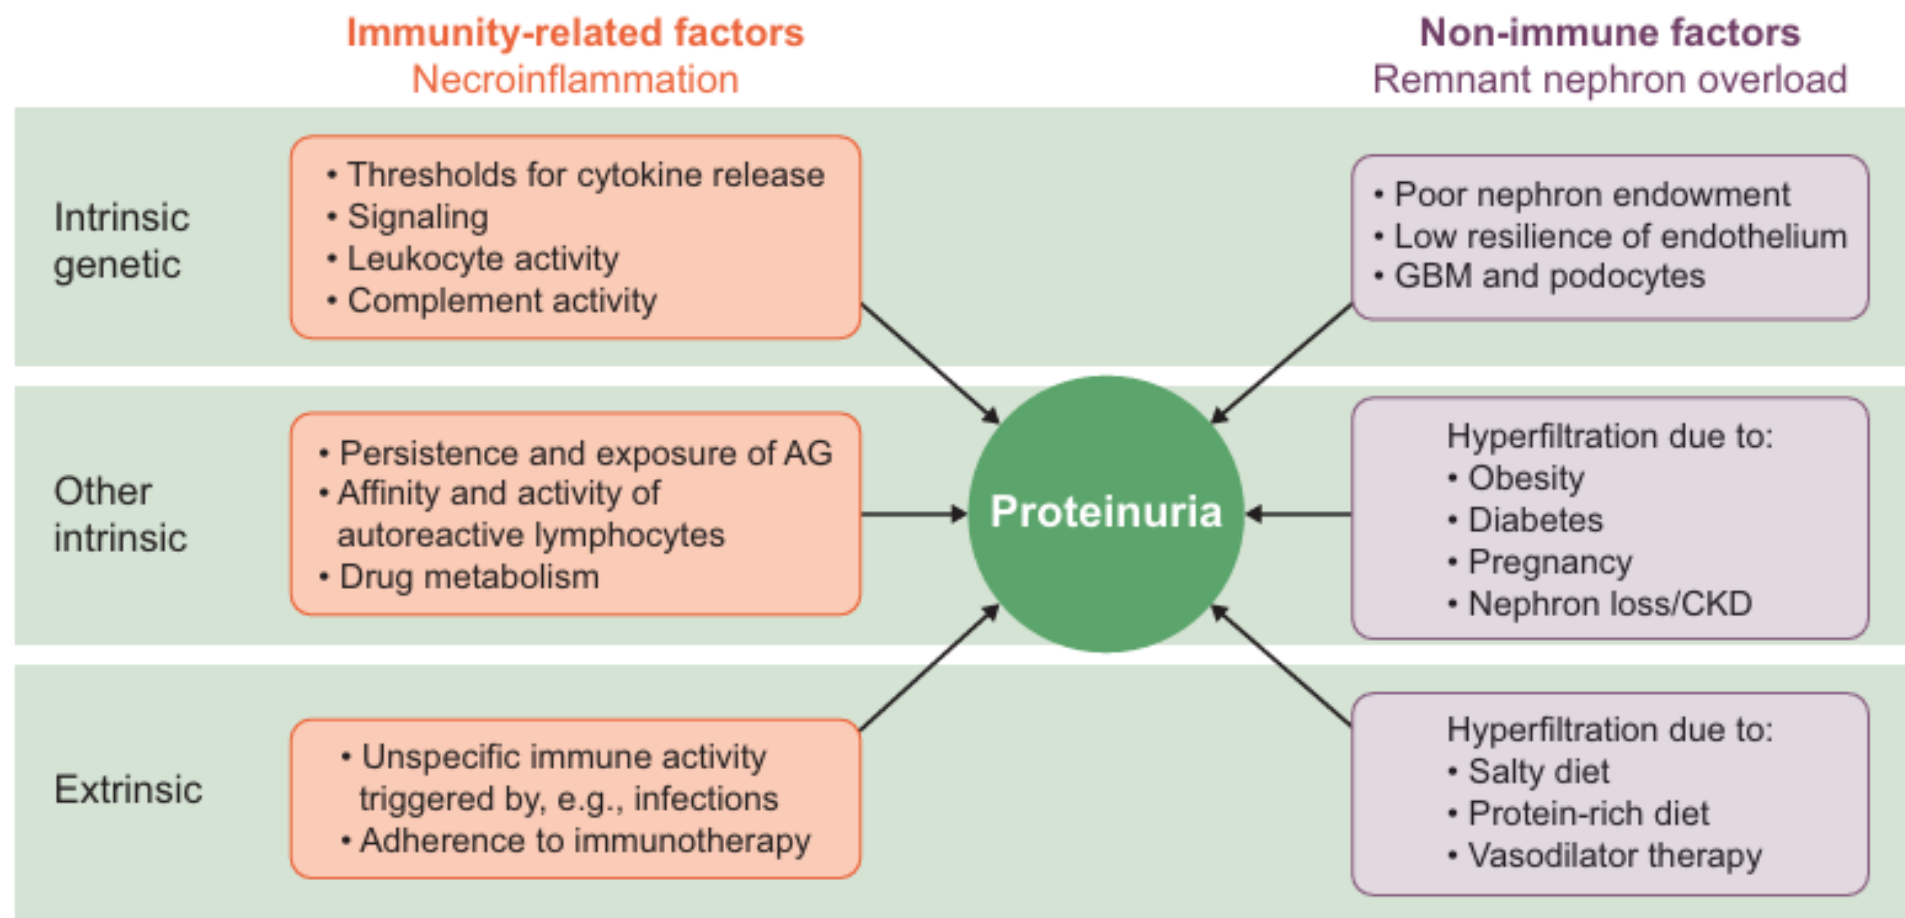 Immunity-related factors
Necroinflammation
Non-immune factors
Remnant nephron overload
Intrinsic
genetic
• Thresholds for cytokine release
• Signaling
• Leukocyte activity
• Complement activity
• Poor nephron endowment
• Low resilience of endothelium
• GBM and podocytes
Other
intrinsic
• Persistence and exposure of AG
• Affinity and activity of
autoreactive lymphocytes
• Drug metabolism
Proteinuria
Hyperfiltration due to:
• Obesity
• Diabetes
• Pregnancy
• Nephron loss/CKD
Extrinsic
• Unspecific immune activity
triggered by, e.g., infections
• Adherence to immunotherapy
Hyperfiltration due to:
• Salty diet
• Protein-rich diet
• Vasodilator therapy